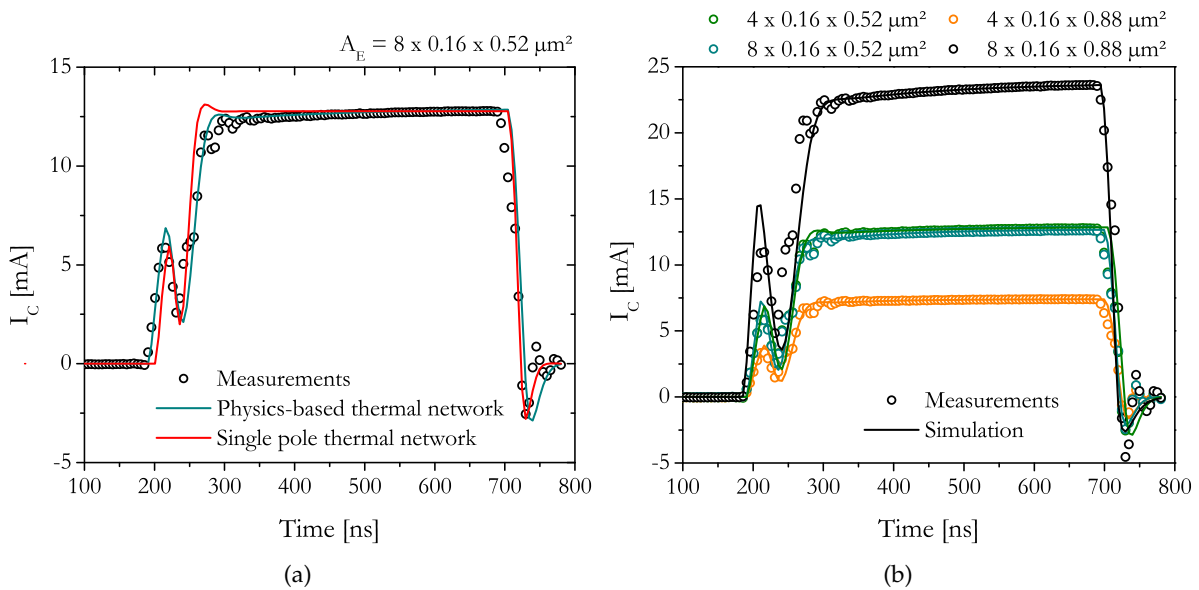 A_E = 8 x 0.16 x 0.52 µm²
15
10
5
0
-5
I_C [mA]
100 200 300 400 500 600 700 800
Time [ns]
Measurements
Physics-based thermal network
Single pole thermal network
(a)
4 x 0.16 x 0.52 µm² 4 x 0.16 x 0.88 µm²
8 x 0.16 x 0.52 µm² 8 x 0.16 x 0.88 µm²
25
20
15
10
5
0
-5
I_C [mA]
100 200 300 400 500 600 700 800
Time [ns]
Measurements
Simulation
(b)